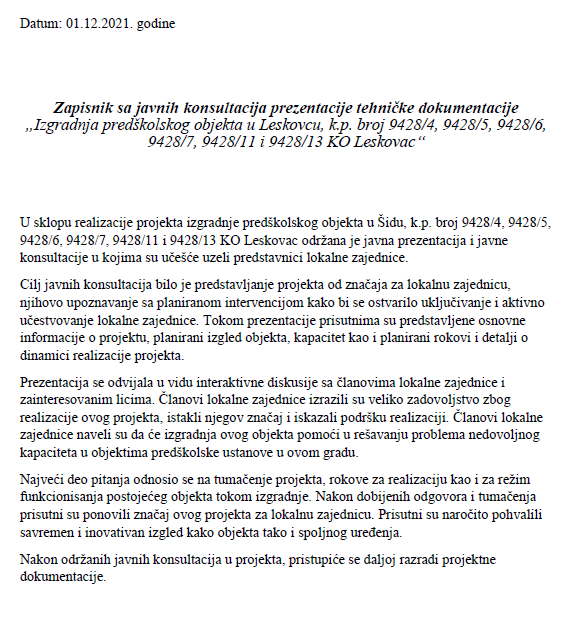 Datum: 01.12.2021. godine
Zapisnik sa javnih konsultacija prezentacije tehničke dokumentacije
„Izgradnja predškolskog objekta u Leskovcu, k.p. broj 9428/4, 9428/5, 9428/6,
9428/7, 9428/11 i 9428/13 KO Leskovac“
U sklopu realizacije projekta izgradnje predškolskog objekta u Šidu, k.p. broj 9428/4, 9428/5,
9428/6, 9428/7, 9428/11 i 9428/13 KO Leskovac održana je javna prezentacija i javne
konsultacije u kojima su učešće uzeli predstavnici lokalne zajednice.
Cilj javnih konsultacija bilo je predstavljanje projekta od značaja za lokalnu zajednicu,
njihovo upoznavanje sa planiranom intervencijom kako bi se ostvarilo uključivanje i aktivno
učestvovanje lokalne zajednice. Tokom prezentacije prisutnima su predstavljene osnovne
informacije o projektu, planirani izgled objekta, kapacitet kao i planirani rokovi i detalji o
dinamici realizacije projekta.
Prezentacija se odvijala u vidu interaktivne diskusije sa članovima lokalne zajednice i
zainteresovanim licima. Članovi lokalne zajednice izrazili su veliko zadovoljstvo zbog
realizacije ovog projekta, istakli njegov značaj i iskazali podršku realizaciji. Članovi lokalne
zajednice naveli su da će izgradnja ovog objekta pomoći u rešavanju problema nedovoljnog
kapaciteta u objektima predškolske ustanove u ovom gradu.
Najveći deo pitanja odnosio se na tumačenje projekta, rokove za realizaciju kao i za režim
funkcionisanja postojećeg objekta tokom izgradnje. Nakon dobijenih odgovora i tumačenja
prisutni su ponovili značaj ovog projekta za lokalnu zajednicu. Prisutni su naročito pohvalili
savremen i inovativan izgled kako objekta tako i spoljnog uređenja.
Nakon održanih javnih konsultacija u projekta, pristupiće se daljoj razradi projektne
dokumentacije.